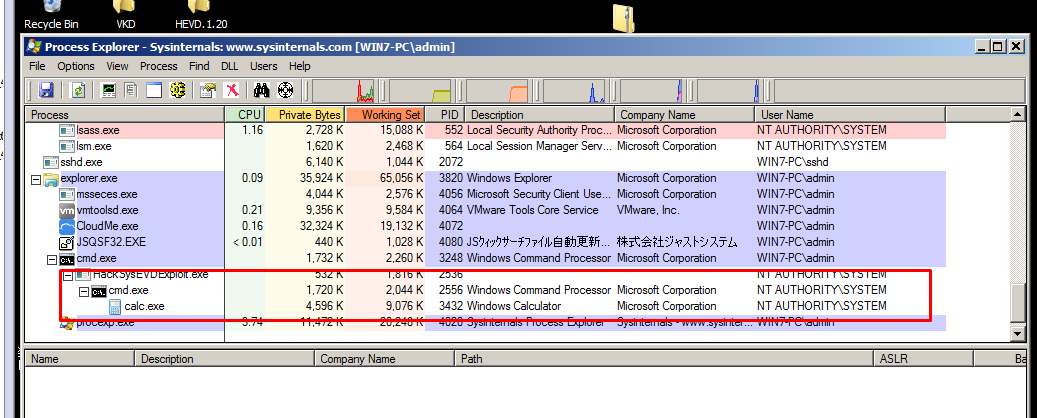 Recycle Bin VKD HEVD.1.20
Process Explorer - Sysinternals: www.sysinternals.com [WIN7-PC\admin]
File Options View Process Find DLL Users Help
Process CPU Private Bytes Working Set PID Description Company Name User Name
lsass.exe 1.16 2,728 K 15,088 K 552 Local Security Authority Proc... Microsoft Corporation NT AUTHORITY\SYSTEM
lsm.exe 1,620 K 2,468 K 564 Local Session Manager Serv... Microsoft Corporation NT AUTHORITY\SYSTEM
sshd.exe 6,140 K 1,044 K 2072 WIN7-PC\sshd
explorer.exe 0.09 35,924 K 65,056 K 3820 Windows Explorer Microsoft Corporation WIN7-PC\admin
msseces.exe 4,044 K 2,576 K 4056 Microsoft Security Client Use... Microsoft Corporation WIN7-PC\admin
vmtoolsd.exe 0.21 9,356 K 9,584 K 4064 VMware Tools Core Service VMware, Inc. WIN7-PC\admin
CloudMe.exe 0.16 32,324 K 19,132 K 4072 WIN7-PC\admin
JSQSF32.EXE < 0.01 440 K 1,028 K 4080 JSクィックサーチファイル自動更新... 株式会社ジャストシステム WIN7-PC\admin
cmd.exe 1,732 K 2,260 K 3248 Windows Command Processor Microsoft Corporation WIN7-PC\admin
HackSysEVDExploit.exe 532 K 1,816 K 2536 NT AUTHORITY\SYSTEM
cmd.exe 1,720 K 2,044 K 2556 Windows Command Processor Microsoft Corporation NT AUTHORITY\SYSTEM
calc.exe 4,596 K 9,076 K 3432 Windows Calculator Microsoft Corporation NT AUTHORITY\SYSTEM
procexp.exe 3.74 11,472 K 20,248 K 4020 Sysinternals Process Explorer Sysinternals - www.sysinter... WIN7-PC\admin
Name Description Company Name Path ASLR Ba